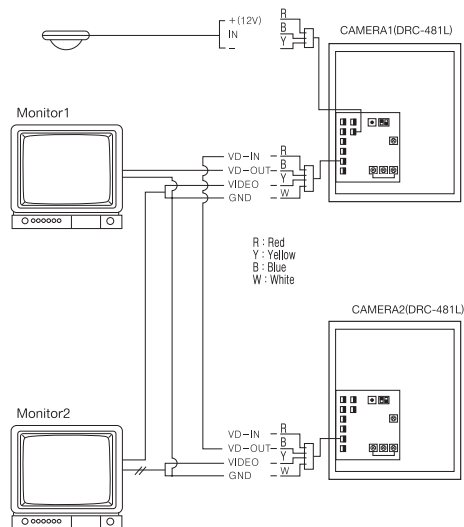 +(12V)
IN
−
R
B
Y
CAMERA1(DRC-481L)
Monitor1
VD-IN
VD-OUT
VIDEO
GND
R
B
Y
W
R : Red
Y : Yellow
B : Blue
W : White
CAMERA2(DRC-481L)
Monitor2
VD-IN
VD-OUT
VIDEO
GND
R
B
Y
W